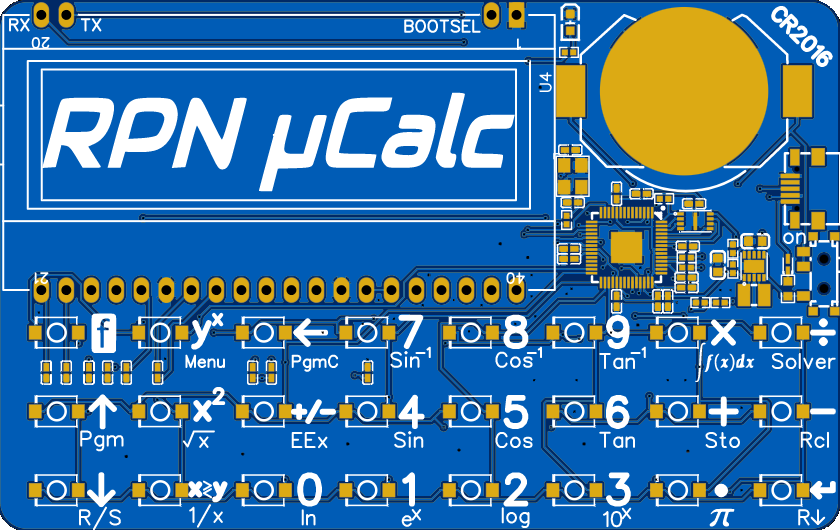 RX TX BOOTSEL
20 1
CR2016
U4
RPN µCalc
on
21 40
f yˣ ← 7 8 9 × ÷
Menu PgmC Sin⁻¹ Cos⁻¹ Tan⁻¹ ∫f(x)dx Solver
↑ x² +/− 4 5 6 + −
Pgm √x EEx Sin Cos Tan Sto Rcl
↓ x≷y 0 1 2 3 . ↵
R/S 1/x ln eˣ log 10ˣ π R↓